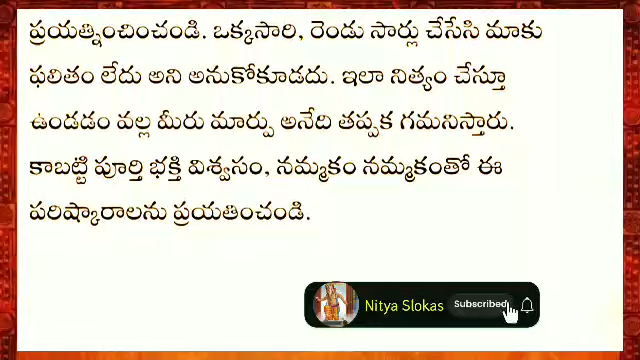 ప్రయత్నించించండి. ఒక్కసారి, రెండు సార్లు చేసేసి మాకు
ఫలితం లేదు అని అనుకోకూడదు. ఇలా నిత్యం చేస్తూ
ఉండడం వల్ల మీరు మార్పు అనేది తప్పక గమనిస్తారు.
కాబట్టి పూర్తి భక్తి విశ్వసం, నమ్మకం నమ్మకంతో ఈ
పరిష్కారాలను ప్రయతించండి.
Nitya Slokas Subscribed